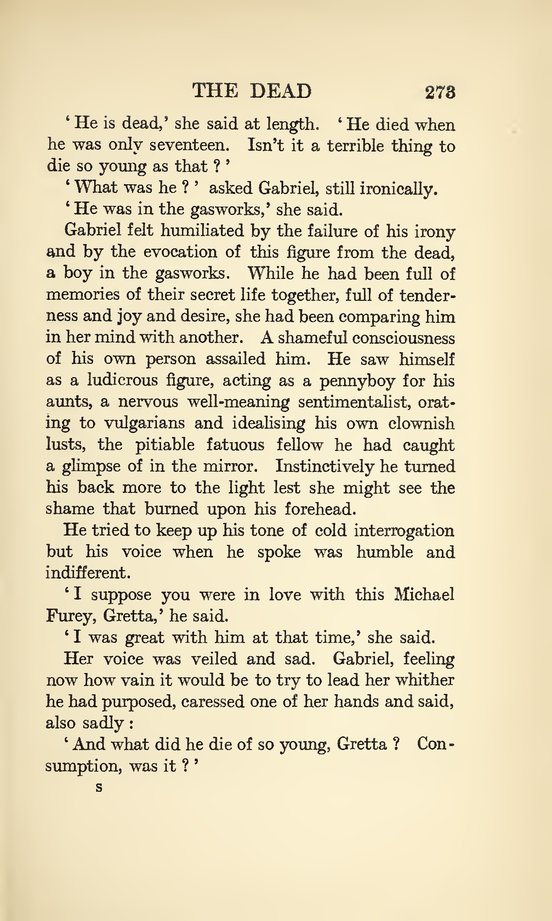 THE DEAD 273
‘ He is dead,’ she said at length. ‘ He died when
he was only seventeen. Isn’t it a terrible thing to
die so young as that ? ’
‘ What was he ? ’ asked Gabriel, still ironically.
‘ He was in the gasworks,’ she said.
Gabriel felt humiliated by the failure of his irony
and by the evocation of this figure from the dead,
a boy in the gasworks. While he had been full of
memories of their secret life together, full of tender-
ness and joy and desire, she had been comparing him
in her mind with another. A shameful consciousness
of his own person assailed him. He saw himself
as a ludicrous figure, acting as a pennyboy for his
aunts, a nervous well-meaning sentimentalist, orat-
ing to vulgarians and idealising his own clownish
lusts, the pitiable fatuous fellow he had caught
a glimpse of in the mirror. Instinctively he turned
his back more to the light lest she might see the
shame that burned upon his forehead.
He tried to keep up his tone of cold interrogation
but his voice when he spoke was humble and
indifferent.
‘ I suppose you were in love with this Michael
Furey, Gretta,’ he said.
‘ I was great with him at that time,’ she said.
Her voice was veiled and sad. Gabriel, feeling
now how vain it would be to try to lead her whither
he had purposed, caressed one of her hands and said,
also sadly :
‘ And what did he die of so young, Gretta ? Con-
sumption, was it ? ’
s